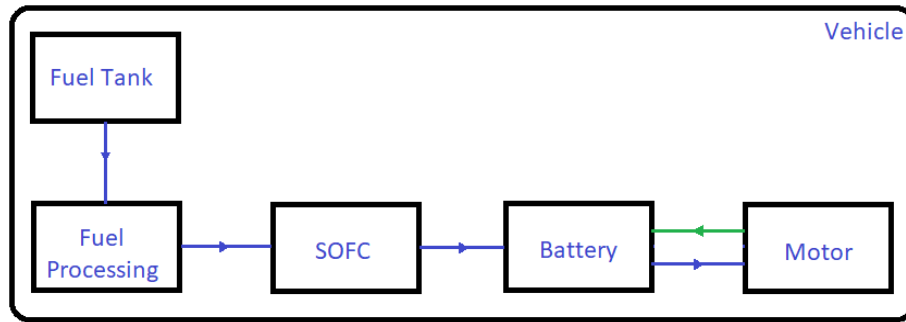 Vehicle
Fuel Tank
Fuel
Processing
SOFC
Battery
Motor